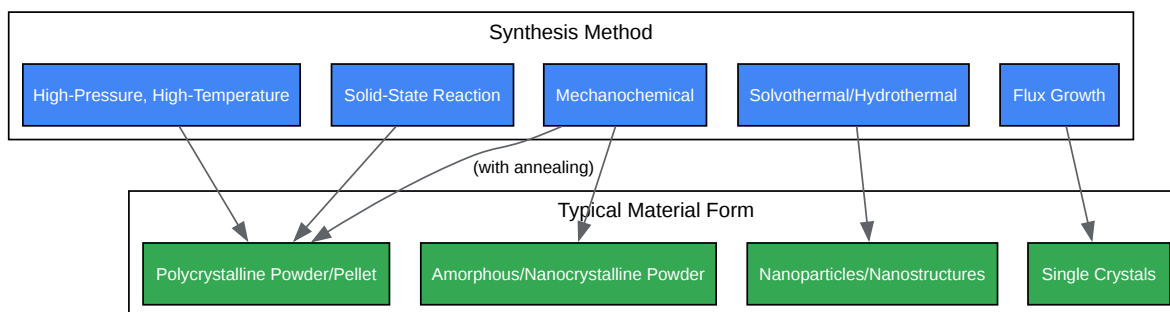 Synthesis Method
High-Pressure, High-Temperature
Solid-State Reaction
Mechanochemical
Solvothermal/Hydrothermal
Flux Growth
(with annealing)
Typical Material Form
Polycrystalline Powder/Pellet
Amorphous/Nanocrystalline Powder
Nanoparticles/Nanostructures
Single Crystals